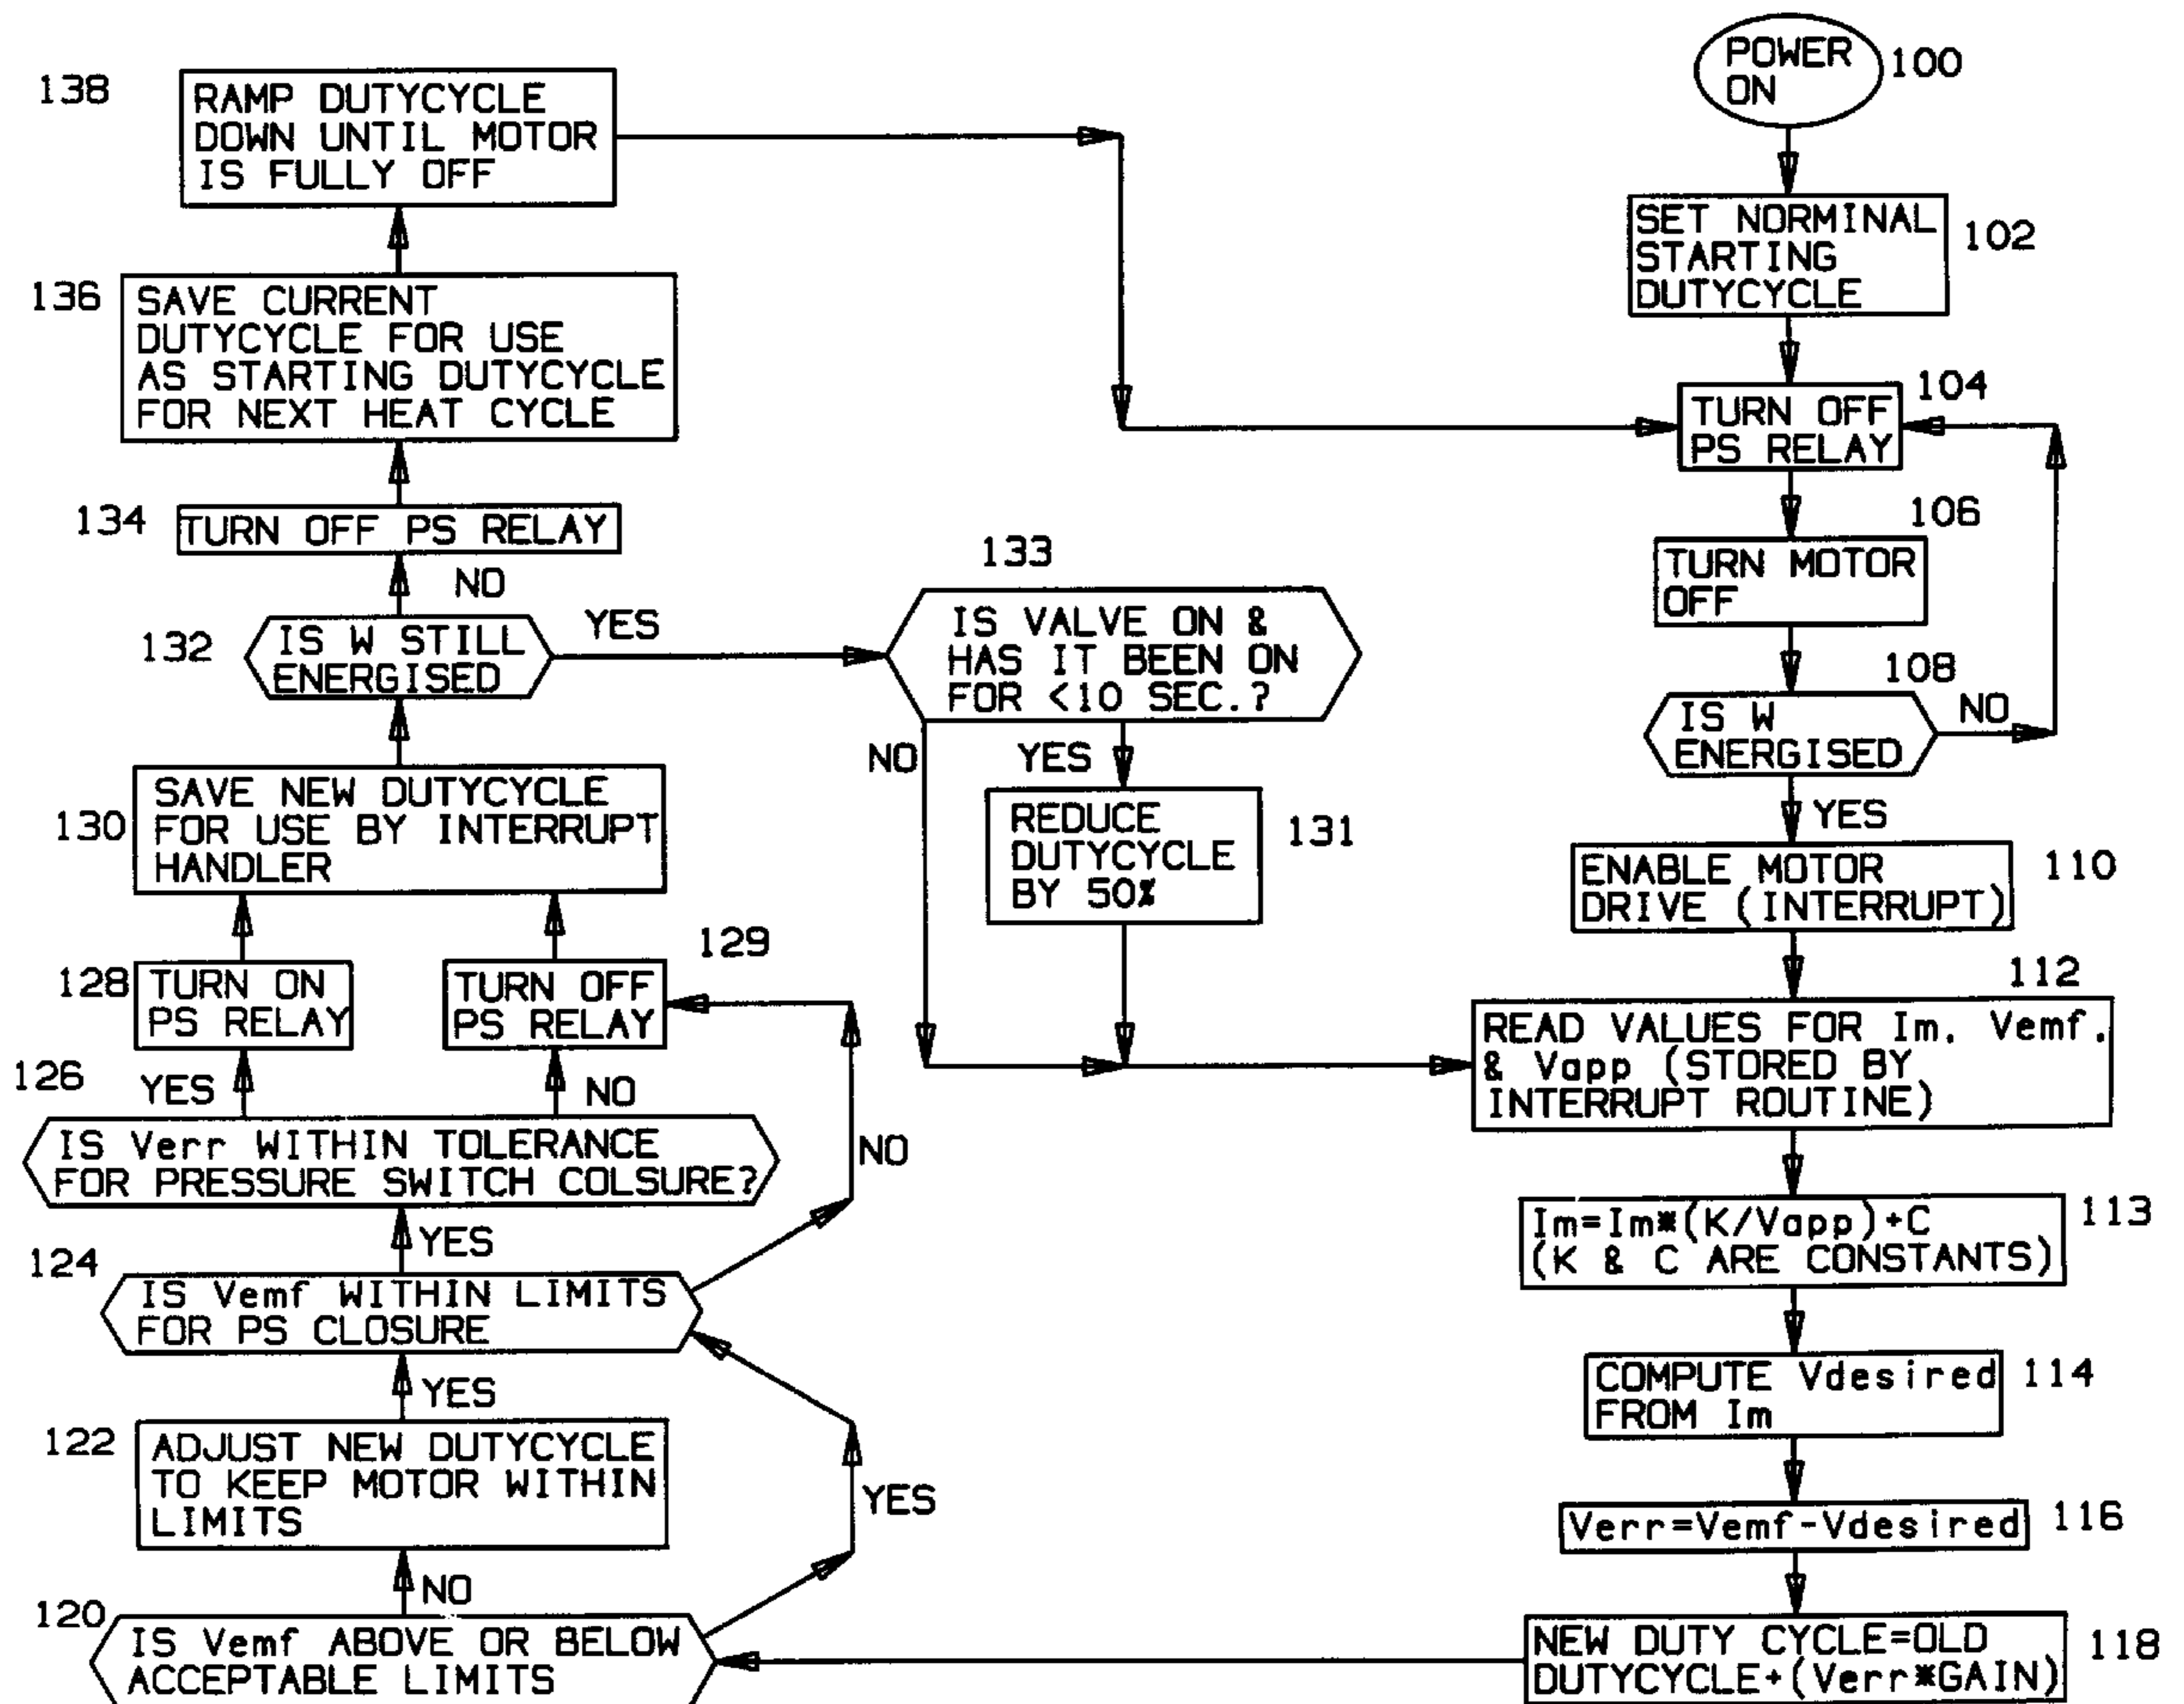 POWER
ON
100
SET NORMINAL
STARTING
DUTYCYCLE
102
TURN OFF
PS RELAY
104
TURN MOTOR
OFF
106
IS W
ENERGISED
108
NO
YES
ENABLE MOTOR
DRIVE (INTERRUPT)
110
READ VALUES FOR Im. Vemf.
& Vapp (STORED BY
INTERRUPT ROUTINE)
112
Im=Im*(K/Vapp)+C
(K & C ARE CONSTANTS)
113
COMPUTE Vdesired
FROM Im
114
Verr=Vemf-Vdesired
116
NEW DUTY CYCLE=OLD
DUTYCYCLE+(Verr*GAIN)
118
120
IS Vemf ABOVE OR BELOW
ACCEPTABLE LIMITS
NO
YES
122
ADJUST NEW DUTYCYCLE
TO KEEP MOTOR WITHIN
LIMITS
YES
124
IS Vemf WITHIN LIMITS
FOR PS CLOSURE
YES
NO
126
IS Verr WITHIN TOLERANCE
FOR PRESSURE SWITCH COLSURE?
YES
NO
128
TURN ON
PS RELAY
129
TURN OFF
PS RELAY
130
SAVE NEW DUTYCYCLE
FOR USE BY INTERRUPT
HANDLER
132
IS W STILL
ENERGISED
NO
YES
133
IS VALVE ON &
HAS IT BEEN ON
FOR <10 SEC.?
NO
YES
REDUCE
DUTYCYCLE
BY 50%
131
134
TURN OFF PS RELAY
136
SAVE CURRENT
DUTYCYCLE FOR USE
AS STARTING DUTYCYCLE
FOR NEXT HEAT CYCLE
138
RAMP DUTYCYCLE
DOWN UNTIL MOTOR
IS FULLY OFF